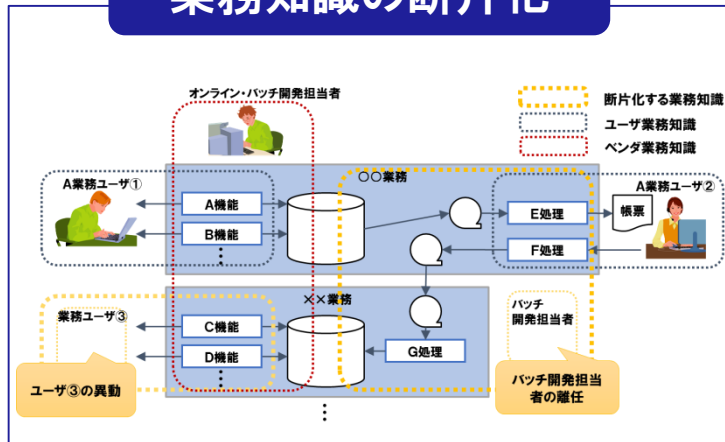 業務知識の断片化
オンライン・バッチ開発担当者
断片化する業務知識
ユーザ業務知識
ベンダ業務知識
A業務ユーザ①
〇〇業務
A業務ユーザ②
A機能
B機能
⋮
E処理
帳票
F処理
××業務
業務ユーザ③
C機能
D機能
⋮
G処理
バッチ
開発担当者
ユーザ③の異動
バッチ開発担当
者の離任
⋮